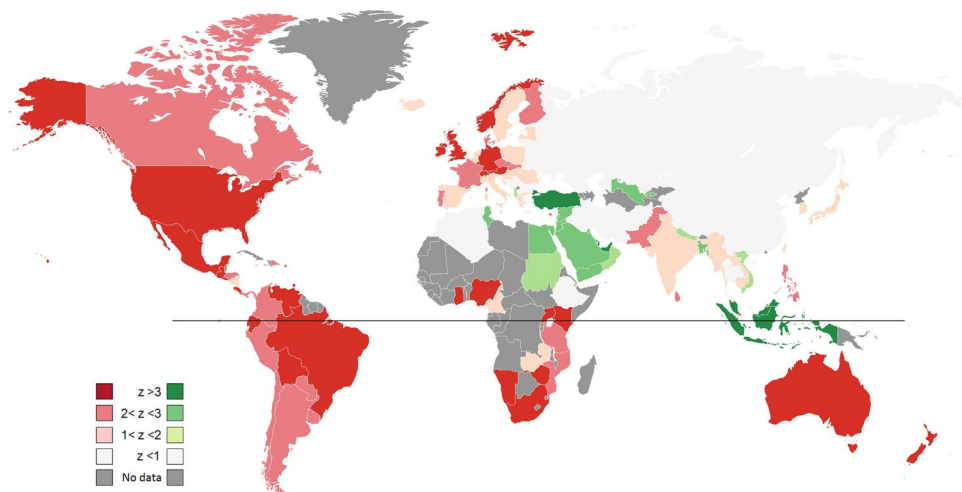 z >3
2< z <3
1< z <2
z <1
No data